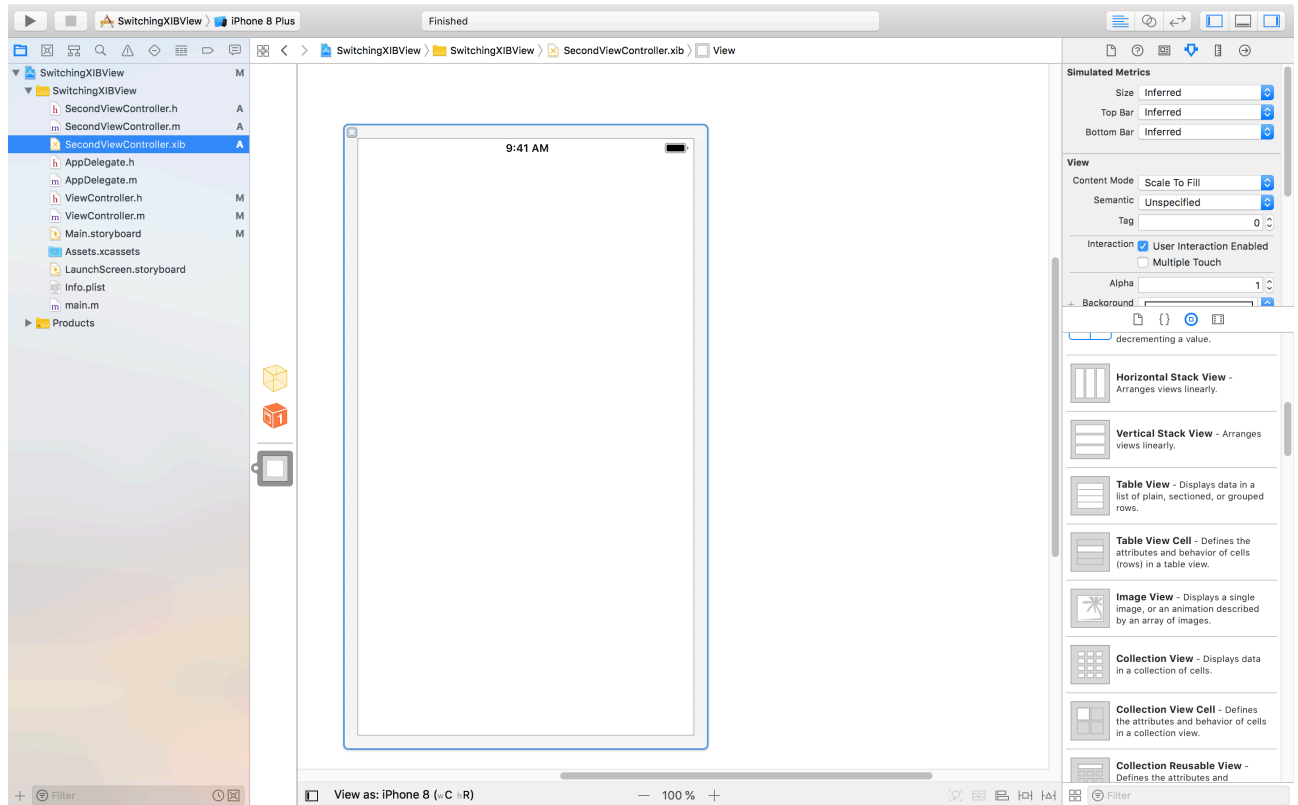 SwitchingXIBView
iPhone 8 Plus
Finished
SwitchingXIBView
SwitchingXIBView
SecondViewController.xib
View
SwitchingXIBView M
SwitchingXIBView
h SecondViewController.h A
m SecondViewController.m A
SecondViewController.xib A
h AppDelegate.h
m AppDelegate.m
h ViewController.h M
m ViewController.m M
Main.storyboard M
Assets.xcassets
LaunchScreen.storyboard
Info.plist
m main.m
Products
Filter
1
9:41 AM
View as: iPhone 8 (wC hR)
100 %
Simulated Metrics
Size Inferred
Top Bar Inferred
Bottom Bar Inferred
View
Content Mode Scale To Fill
Semantic Unspecified
Tag 0
Interaction User Interaction Enabled
Multiple Touch
Alpha 1
Background
{}
decrementing a value.
Horizontal Stack View -
Arranges views linearly.
Vertical Stack View - Arranges
views linearly.
Table View - Displays data in a
list of plain, sectioned, or grouped
rows.
Table View Cell - Defines the
attributes and behavior of cells
(rows) in a table view.
Image View - Displays a single
image, or an animation described
by an array of images.
Collection View - Displays data
in a collection of cells.
Collection View Cell - Defines
the attributes and behavior of cells
in a collection view.
Collection Reusable View -
Defines the attributes and
Filter